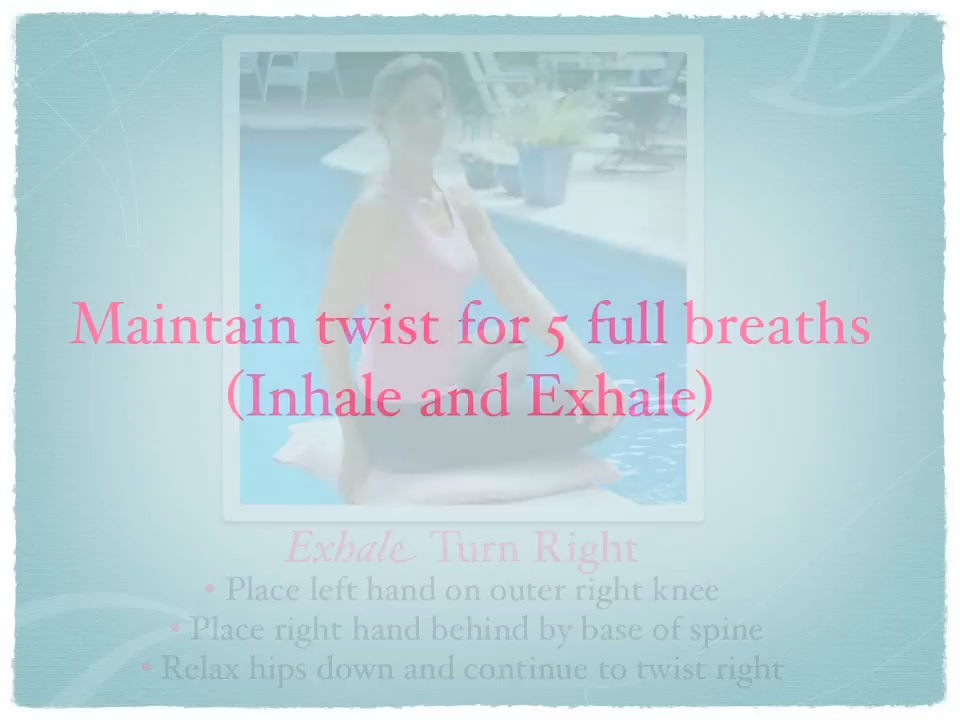 Maintain twist for 5 full breaths
(Inhale and Exhale)
Exhale Turn Right
• Place left hand on outer right knee
• Place right hand behind by base of spine
• Relax hips down and continue to twist right